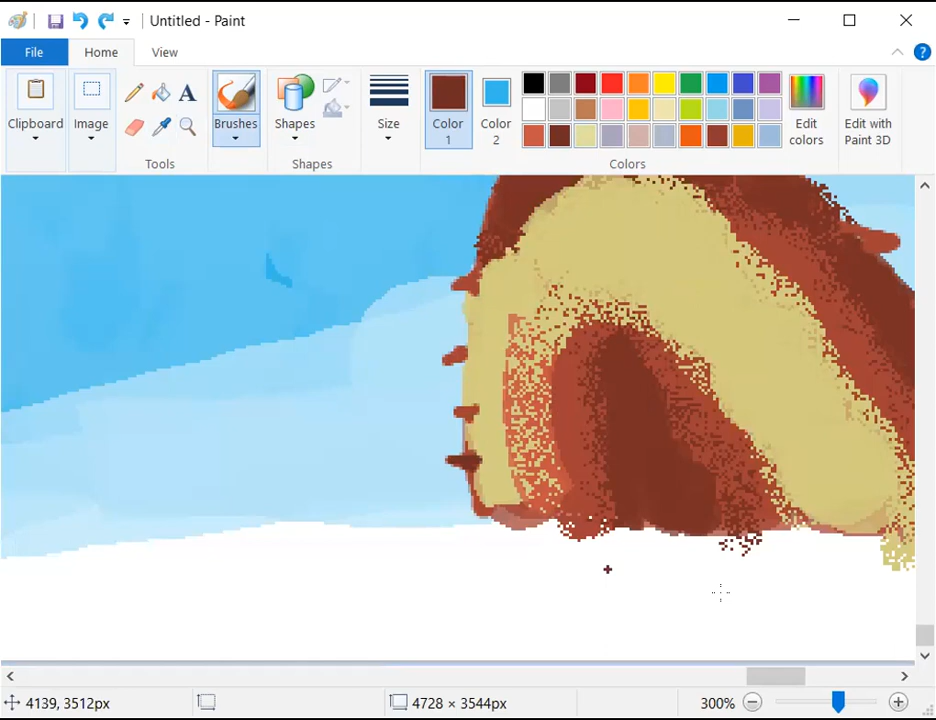 Untitled - Paint
File
Home
View
Clipboard
Image
Tools
Brushes
Shapes
Shapes
Size
Color
1
Color
2
Colors
Edit
colors
Edit with
Paint 3D
4139, 3512px
4728 × 3544px
300%